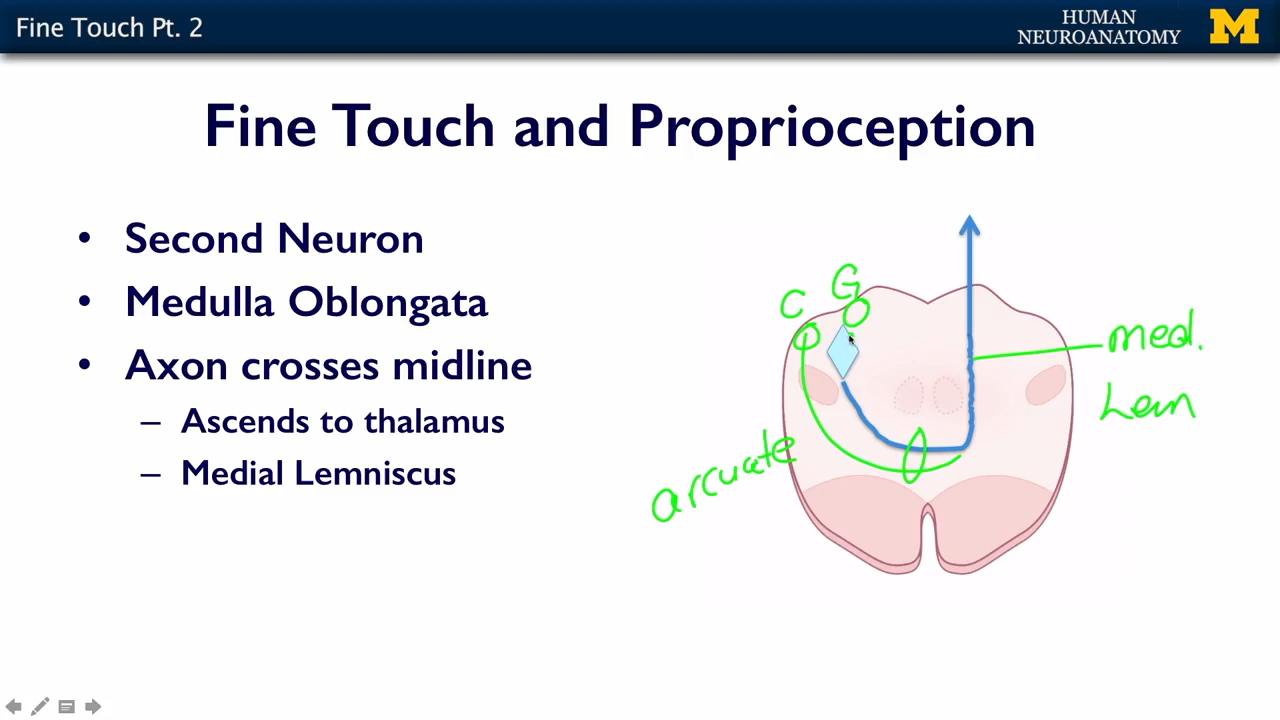 Fine Touch Pt. 2
HUMAN
NEUROANATOMY
M
Fine Touch and Proprioception
• Second Neuron
• Medulla Oblongata
• Axon crosses midline
– Ascends to thalamus
– Medial Lemniscus
C G
med.
Lem
arcuate